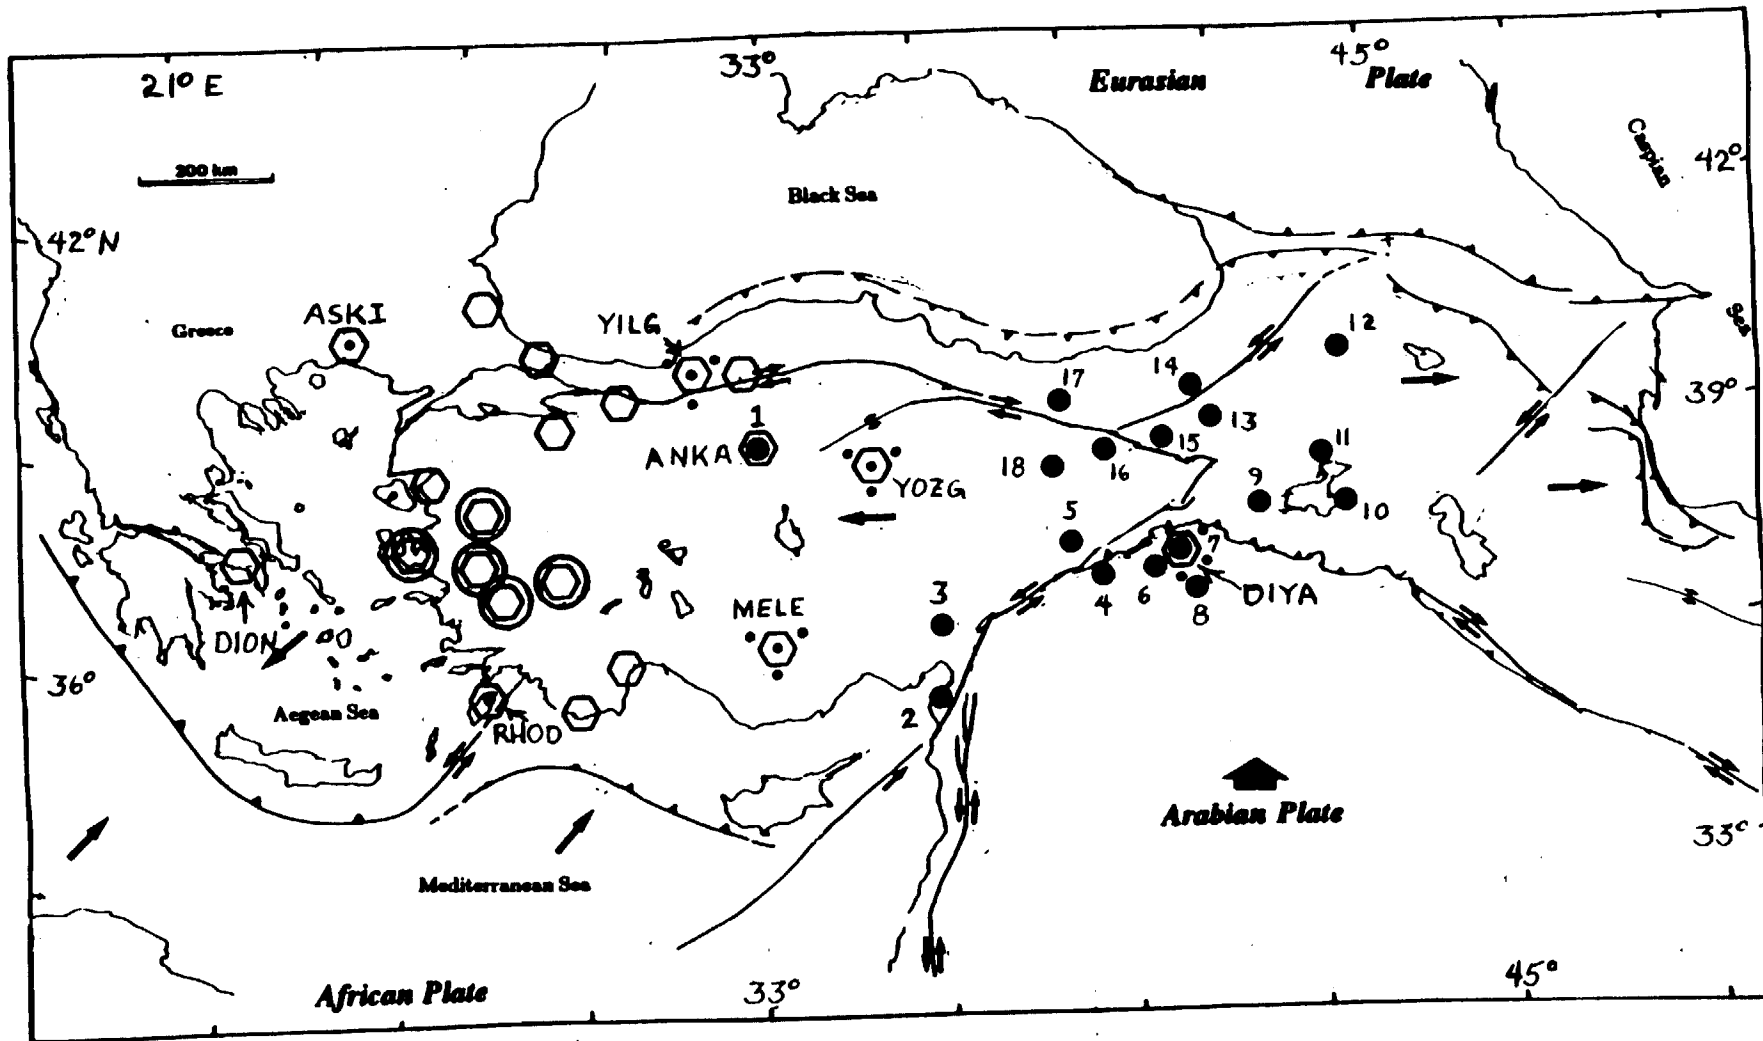 21° E
33°
45°
Eurasian Plate
Caspian
Sea
42°
200 km
Black Sea
42° N
ASKI
YILG
Greece
12
17
14
39°
13
1
15
11
ANKA
18
16
YOZG
9
10
5
7
DIYA
4
6
8
3
MELE
DION
36°
2
Aegean Sea
RHOD
Arabian Plate
33°
Mediterranean Sea
African Plate
33°
45°